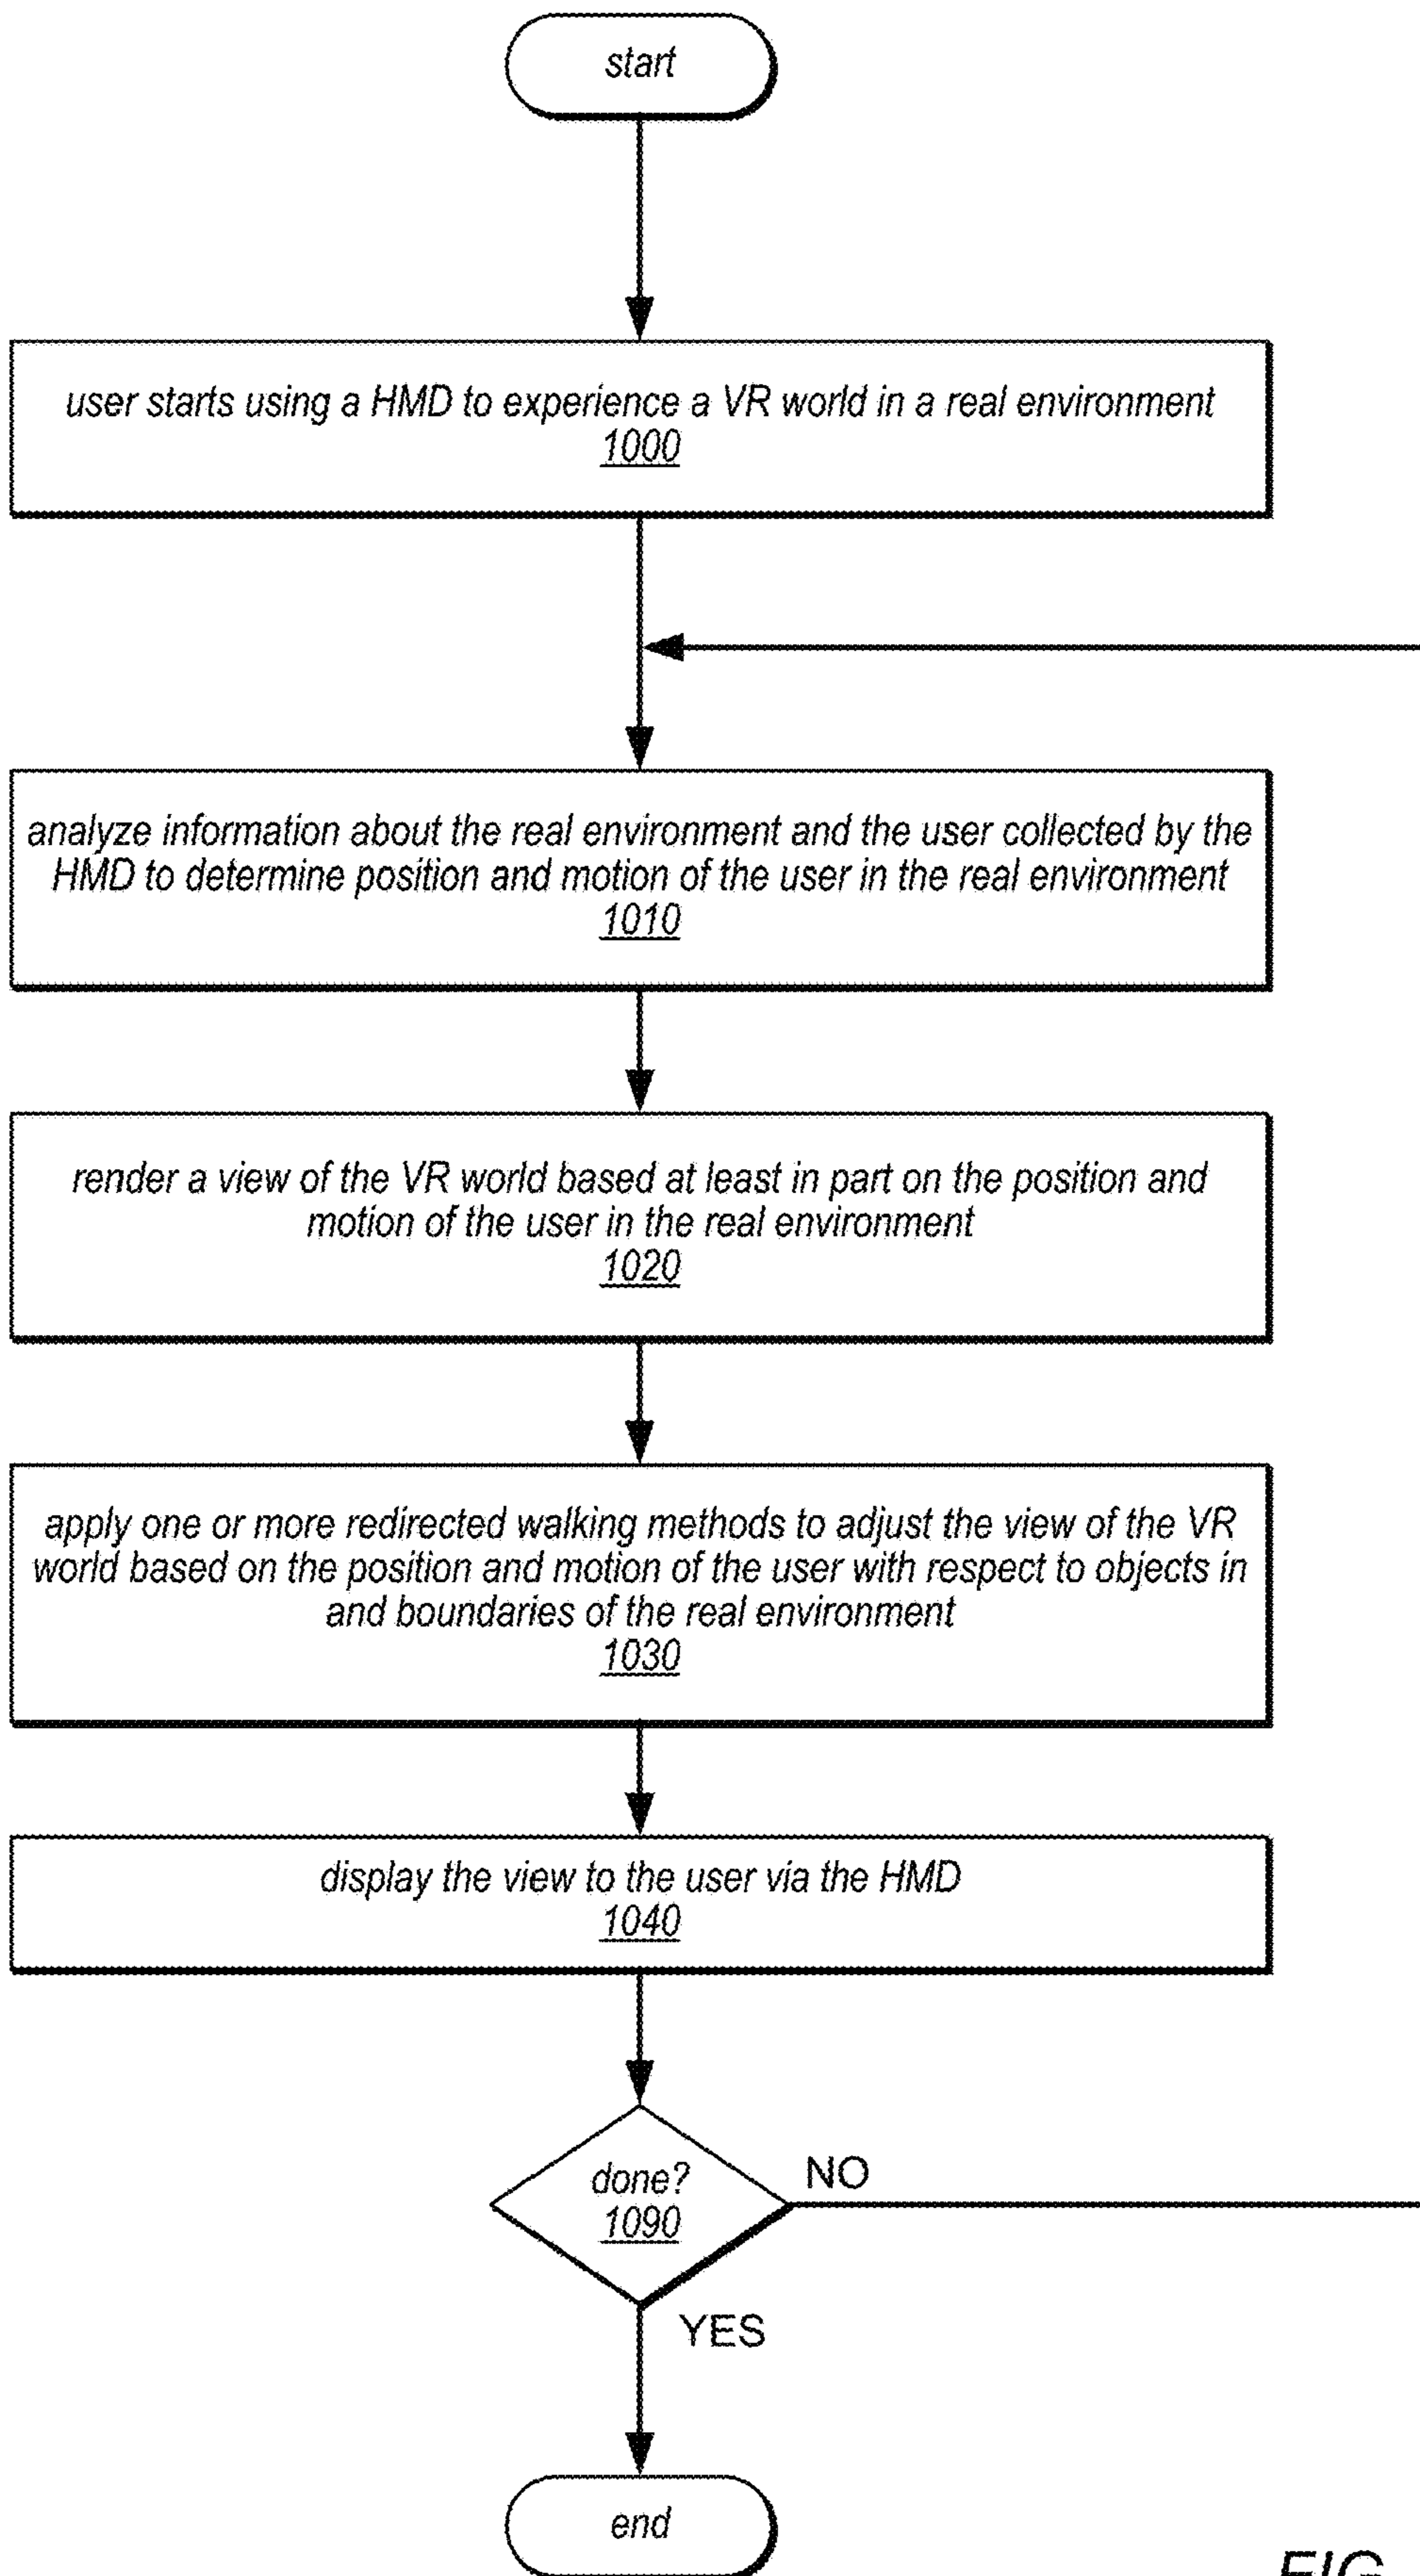 start
user starts using a HMD to experience a VR world in a real environment
1000
analyze information about the real environment and the user collected by the
HMD to determine position and motion of the user in the real environment
1010
render a view of the VR world based at least in part on the position and
motion of the user in the real environment
1020
apply one or more redirected walking methods to adjust the view of the VR
world based on the position and motion of the user with respect to objects in
and boundaries of the real environment
1030
display the view to the user via the HMD
1040
done?
1090
NO
YES
end
FIG